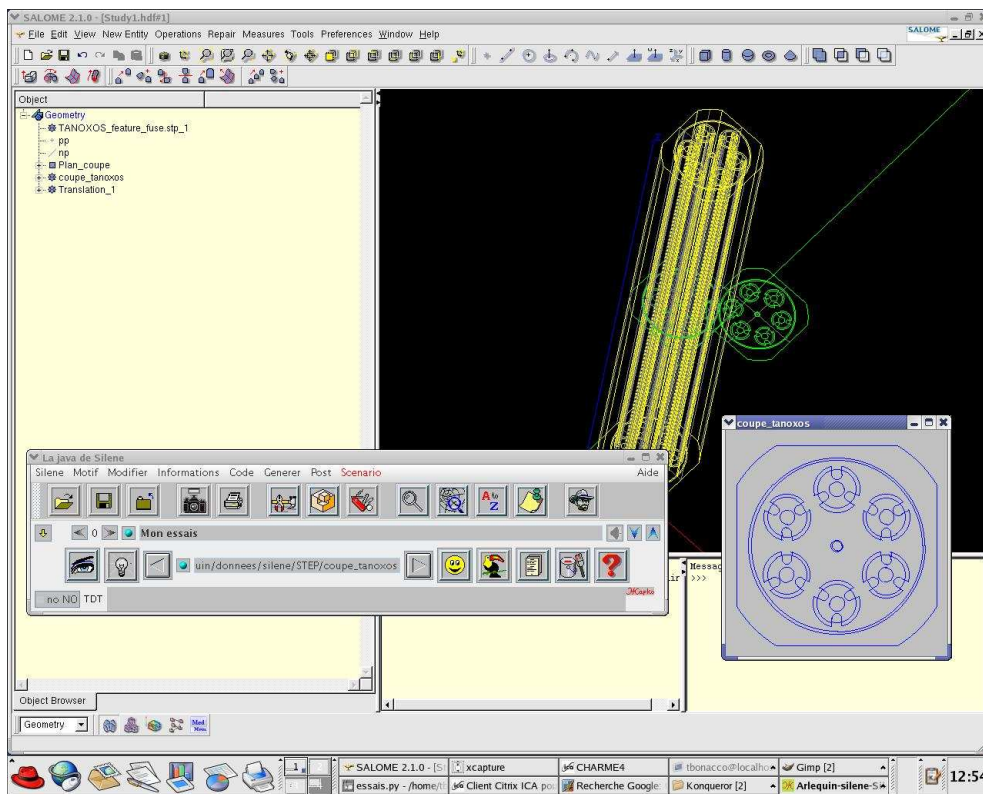 SALOME 2.1.0 - [Study1.hdf#1]
File Edit View New Entity Operations Repair Measures Tools Preferences Window Help
SALOME
Object
Geometry
TANOXOS_feature_fuse.stp_1
pp
np
Plan_coupe
coupe_tanoxos
Translation_1
coupe_tanoxos
La java de Silene
Silene Motif Modifier Informations Code Generer Post Scenario Aide
A to Z
0 Mon essais
uin/donnees/silene/STEP/coupe_tanoxos
no NO TDT
Messag
>>>
Object Browser
Geometry
1
SALOME 2.1.0 - [S
xcapture
CHARME4
tbonacco@localho
Gimp [2]
essais.py - /home/t
Client Citrix ICA po
Recherche Google
Konqueror [2]
Arlequin-silene-S
12:54